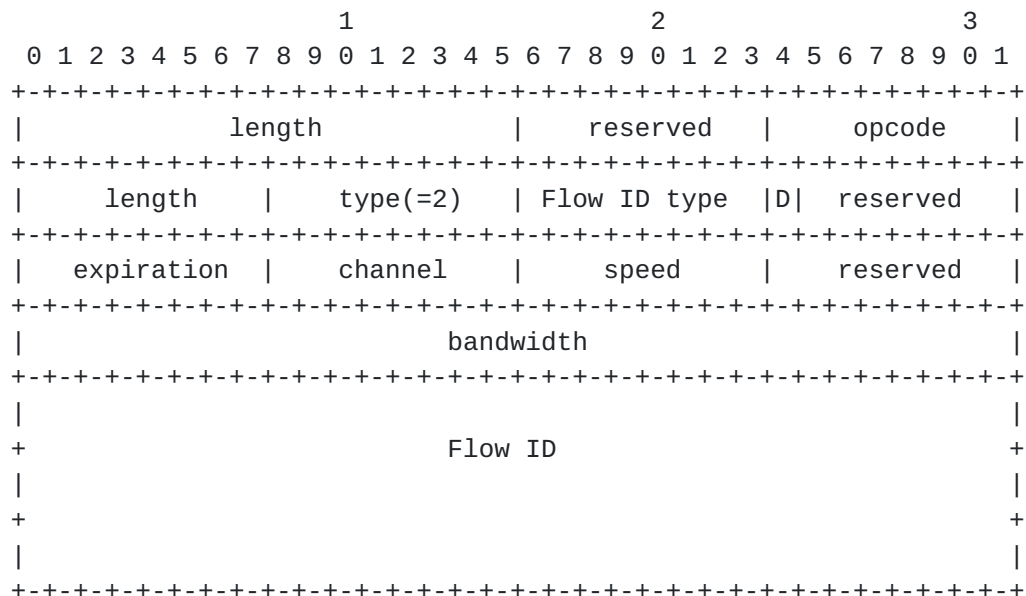 1                   2                   3
 0 1 2 3 4 5 6 7 8 9 0 1 2 3 4 5 6 7 8 9 0 1 2 3 4 5 6 7 8 9 0 1
+-+-+-+-+-+-+-+-+-+-+-+-+-+-+-+-+-+-+-+-+-+-+-+-+-+-+-+-+-+-+-+-+
|             length            |    reserved   |     opcode    |
+-+-+-+-+-+-+-+-+-+-+-+-+-+-+-+-+-+-+-+-+-+-+-+-+-+-+-+-+-+-+-+-+
|     length    |    type(=2)   | Flow ID type  |D|  reserved   |
+-+-+-+-+-+-+-+-+-+-+-+-+-+-+-+-+-+-+-+-+-+-+-+-+-+-+-+-+-+-+-+-+
|   expiration  |    channel    |     speed     |    reserved   |
+-+-+-+-+-+-+-+-+-+-+-+-+-+-+-+-+-+-+-+-+-+-+-+-+-+-+-+-+-+-+-+-+
|                           bandwidth                           |
+-+-+-+-+-+-+-+-+-+-+-+-+-+-+-+-+-+-+-+-+-+-+-+-+-+-+-+-+-+-+-+-+
|                                                               |
+                           Flow ID                             +
|                                                               |
+                                                               +
|                                                               |
+-+-+-+-+-+-+-+-+-+-+-+-+-+-+-+-+-+-+-+-+-+-+-+-+-+-+-+-+-+-+-+-+